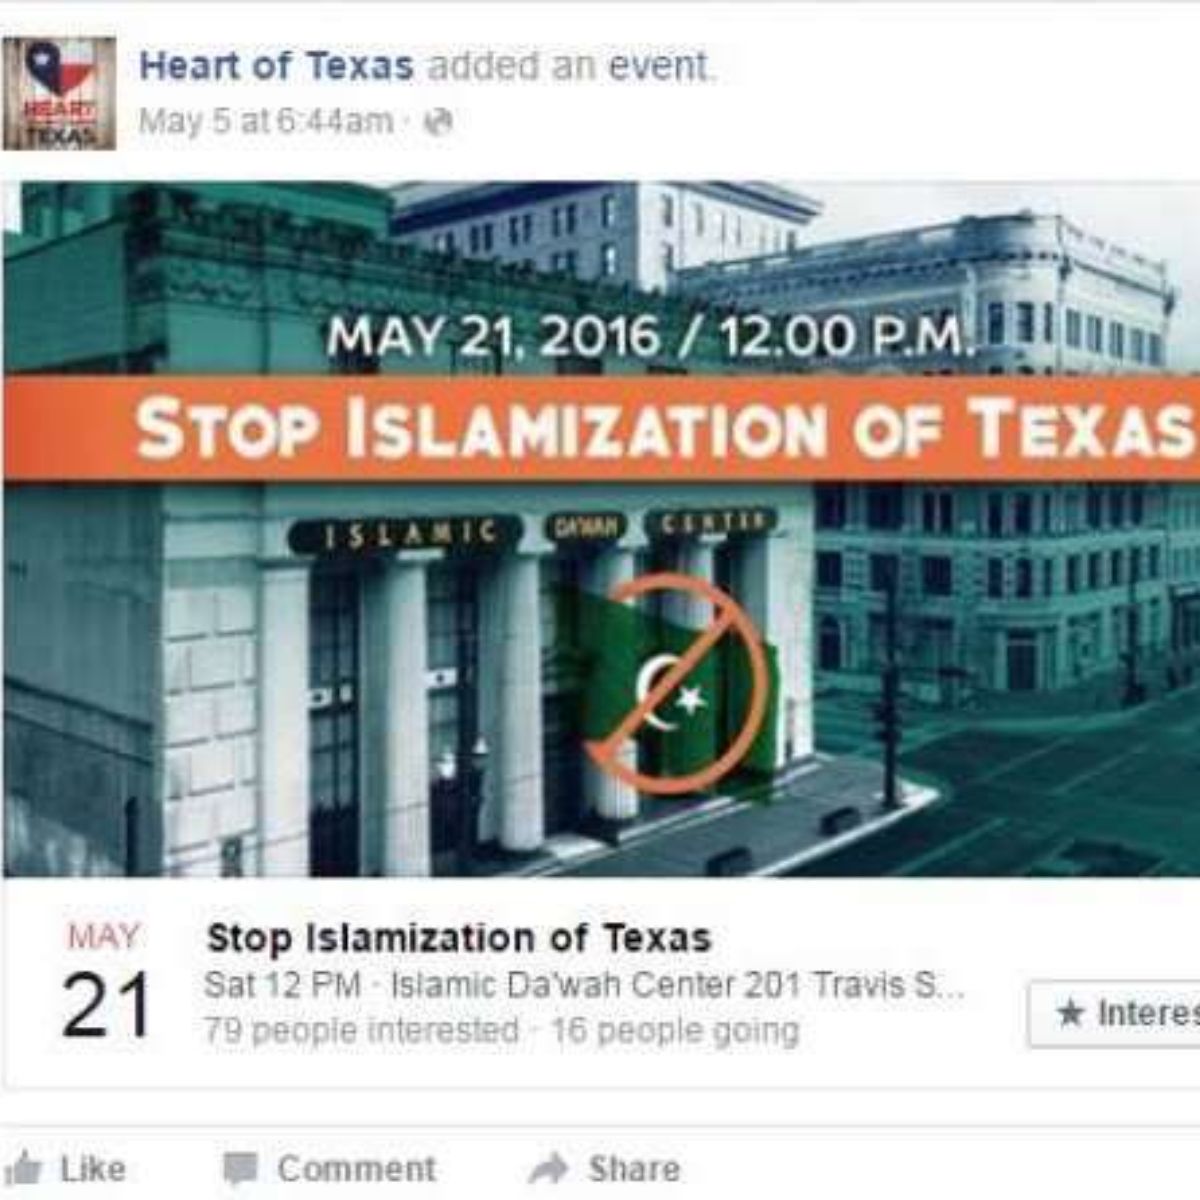 Heart of Texas added an event.
May 5 at 6:44am ·
HEART
TEXAS
MAY 21, 2016 / 12.00 P.M.
STOP ISLAMIZATION OF TEXAS
ISLAMIC DA'WAH CENTER
MAY
21
Stop Islamization of Texas
Sat 12 PM · Islamic Da'wah Center 201 Travis S...
79 people interested · 16 people going
★ Interes
Like Comment Share